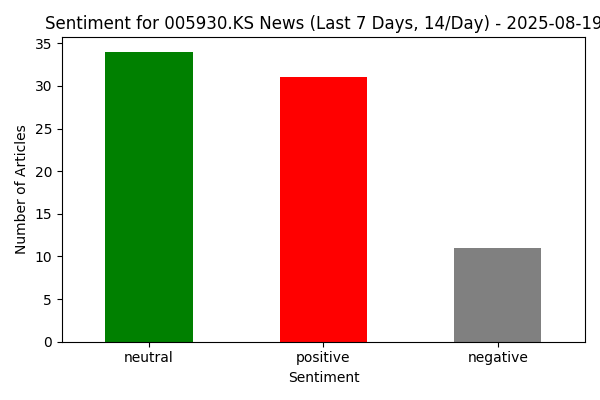 Sentiment for 005930.KS News (Last 7 Days, 14/Day) - 2025-08-19
35
30
25
20
15
10
5
0
Number of Articles
neutral positive negative
Sentiment